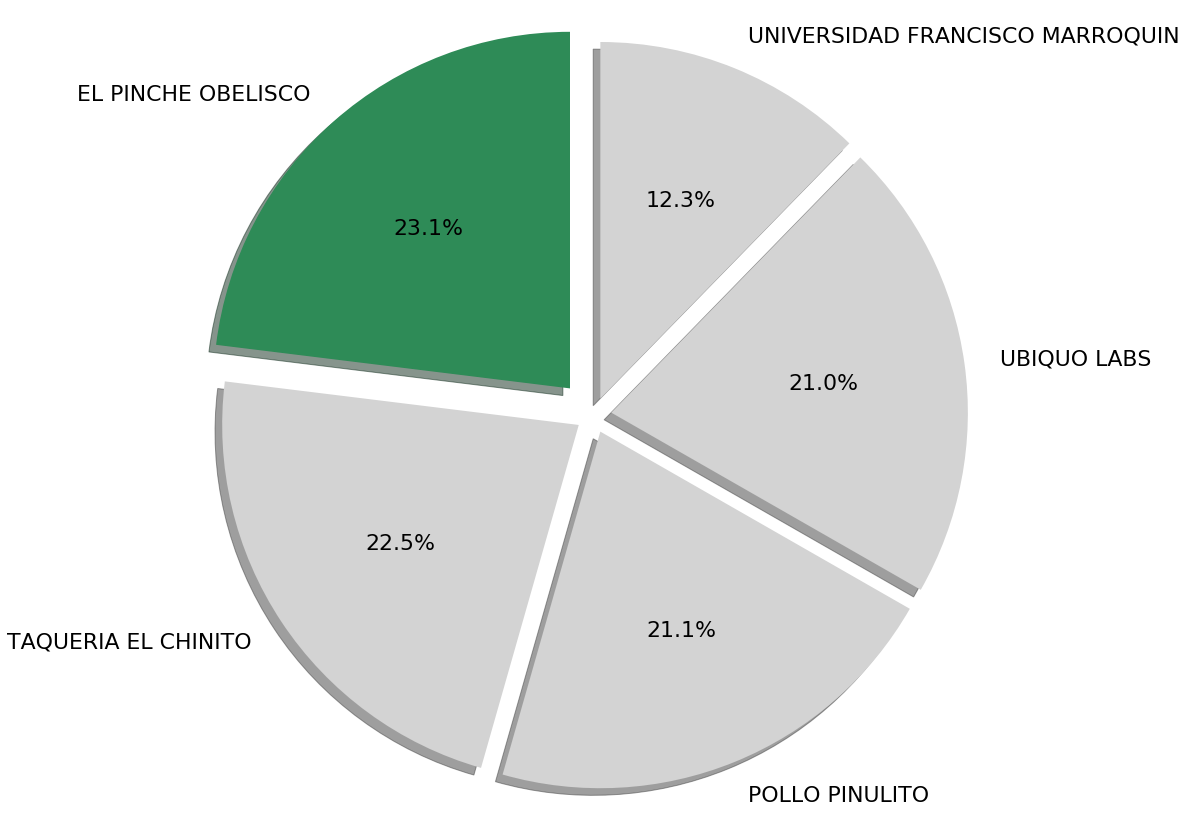 UNIVERSIDAD FRANCISCO MARROQUIN
EL PINCHE OBELISCO
12.3%
23.1%
UBIQUO LABS
21.0%
22.5%
21.1%
TAQUERIA EL CHINITO
POLLO PINULITO